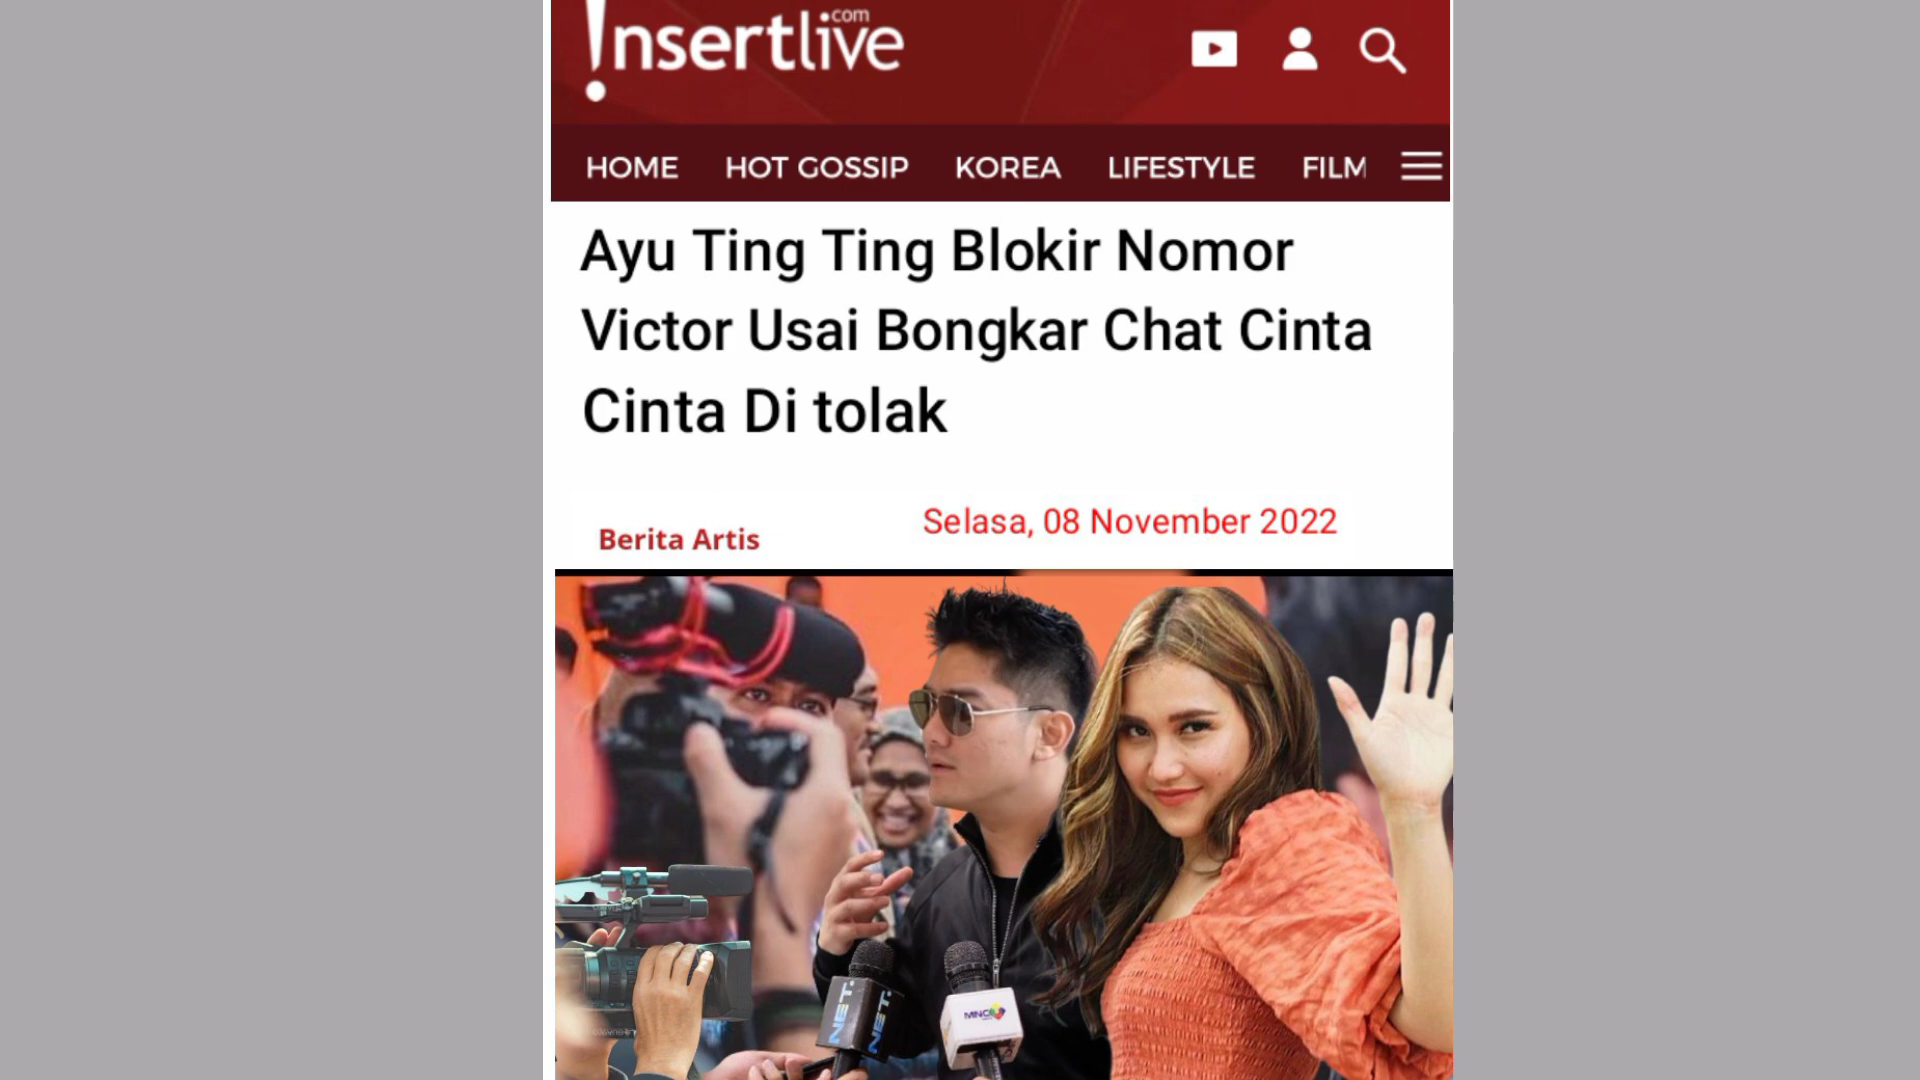 .com
Insertlive
HOME HOT GOSSIP KOREA LIFESTYLE FILM
Ayu Ting Ting Blokir Nomor
Victor Usai Bongkar Chat Cinta
Cinta Di tolak
Selasa, 08 November 2022
Berita Artis
NET.
NET.
MNC